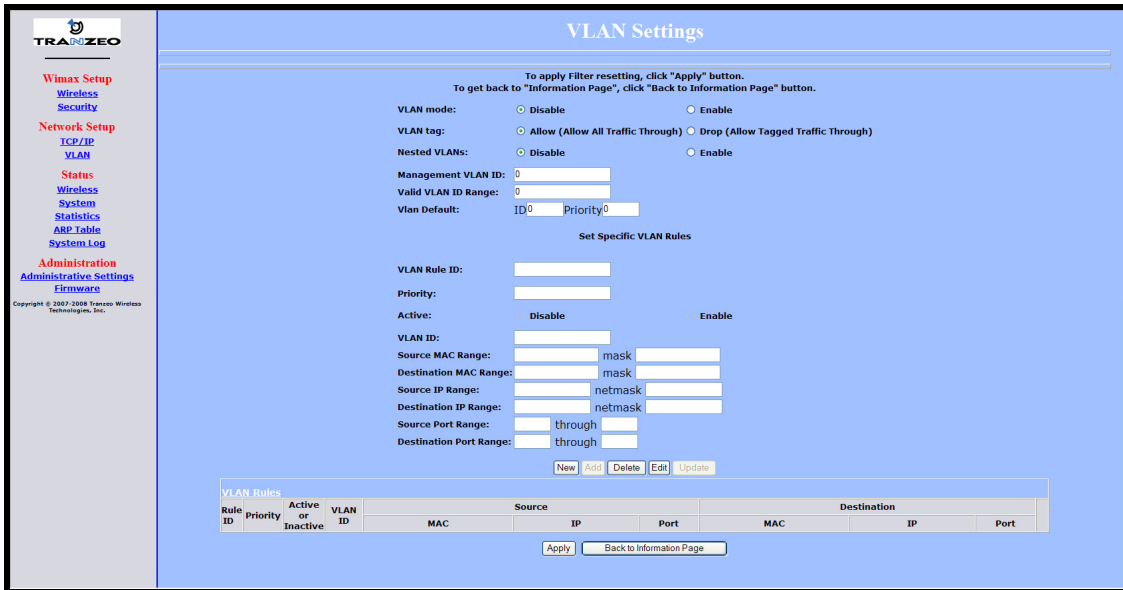 TRANZEO
Wimax Setup
Wireless
Security
Network Setup
TCP/IP
VLAN
Status
Wireless
System
Statistics
ARP Table
System Log
Administration
Administrative Settings
Firmware
Copyright © 2007-2008 Tranzeo Wireless
Technologies, Inc.
VLAN Settings
To apply Filter resetting, click "Apply" button.
To get back to "Information Page", click "Back to Information Page" button.
VLAN mode: Disable Enable
VLAN tag: Allow (Allow All Traffic Through) Drop (Allow Tagged Traffic Through)
Nested VLANs: Disable Enable
Management VLAN ID: 0
Valid VLAN ID Range: 0
Vlan Default: ID 0 Priority 0
Set Specific VLAN Rules
VLAN Rule ID:
Priority:
Active: Disable Enable
VLAN ID:
Source MAC Range: mask
Destination MAC Range: mask
Source IP Range: netmask
Destination IP Range: netmask
Source Port Range: through
Destination Port Range: through
New Add Delete Edit Update
VLAN Rules
Rule ID Priority Active or Inactive VLAN ID Source Destination
MAC IP Port MAC IP Port
Apply Back to Information Page